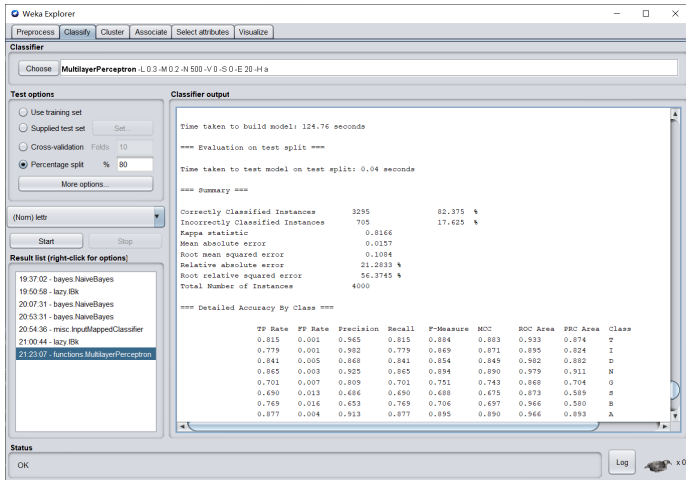 Weka Explorer
Preprocess Classify Cluster Associate Select attributes Visualize
Classifier
Choose MultilayerPerceptron -L 0.3 -M 0.2 -N 500 -V 0 -S 0 -E 20 -H a
Test options
Use training set
Supplied test set Set...
Cross-validation Folds 10
Percentage split % 80
More options...
(Nom) lettr
Start Stop
Result list (right-click for options)
19:37:02 - bayes.NaiveBayes
19:50:58 - lazy.IBk
20:07:31 - bayes.NaiveBayes
20:53:31 - bayes.NaiveBayes
20:54:36 - misc.InputMappedClassifier
21:00:44 - lazy.IBk
21:23:07 - functions.MultilayerPerceptron
Classifier output
Time taken to build model: 124.76 seconds
=== Evaluation on test split ===
Time taken to test model on test split: 0.04 seconds
=== Summary ===
Correctly Classified Instances 3295 82.375 %
Incorrectly Classified Instances 705 17.625 %
Kappa statistic 0.8166
Mean absolute error 0.0157
Root mean squared error 0.1084
Relative absolute error 21.2833 %
Root relative squared error 56.3745 %
Total Number of Instances 4000
=== Detailed Accuracy By Class ===
TP Rate FP Rate Precision Recall F-Measure MCC ROC Area PRC Area Class
0.815 0.001 0.965 0.815 0.884 0.883 0.933 0.874 T
0.779 0.001 0.982 0.779 0.869 0.871 0.895 0.824 I
0.841 0.005 0.868 0.841 0.854 0.849 0.982 0.882 D
0.865 0.003 0.925 0.865 0.894 0.890 0.979 0.911 N
0.701 0.007 0.809 0.701 0.751 0.743 0.868 0.704 G
0.690 0.013 0.686 0.690 0.688 0.675 0.873 0.589 S
0.769 0.016 0.653 0.769 0.706 0.697 0.966 0.580 B
0.877 0.004 0.913 0.877 0.895 0.890 0.966 0.893 A
Status
OK
Log x 0